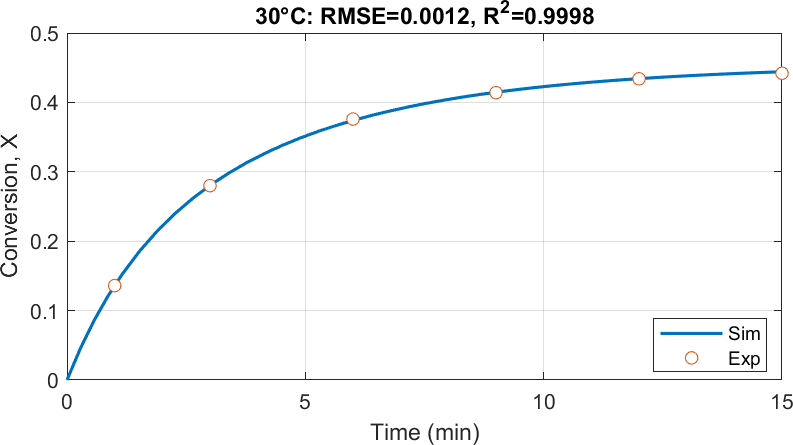 30°C: RMSE=0.0012, R²=0.9998
Conversion, X
0.5
0.4
0.3
0.2
0.1
0
0 5 10 15
Time (min)
Sim
Exp